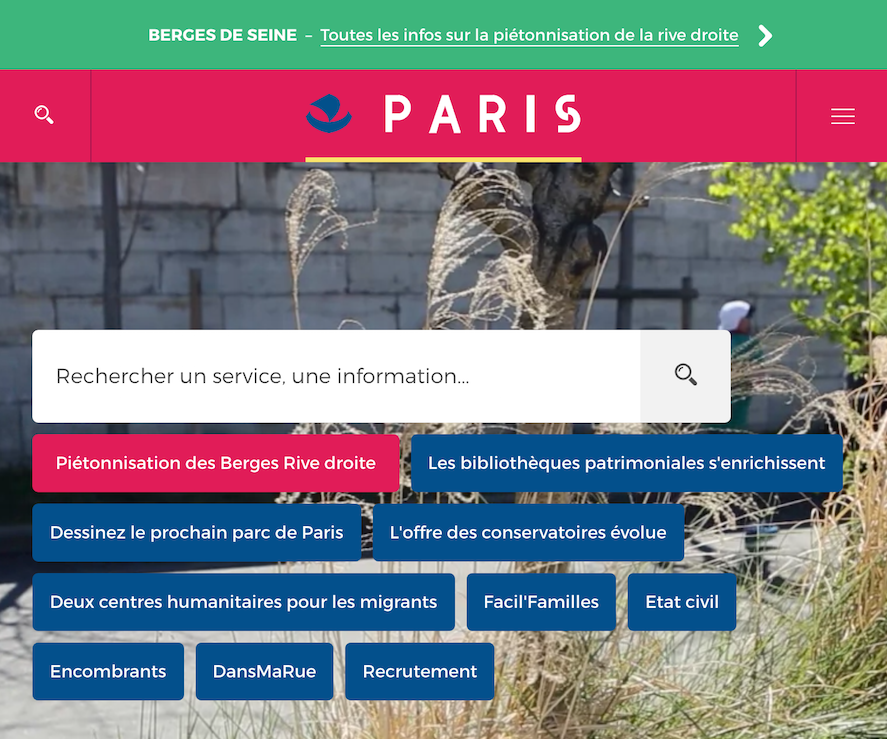 BERGES DE SEINE – Toutes les infos sur la piétonnisation de la rive droite
PARIS
Rechercher un service, une information...
Piétonnisation des Berges Rive droite
Les bibliothèques patrimoniales s'enrichissent
Dessinez le prochain parc de Paris
L'offre des conservatoires évolue
Deux centres humanitaires pour les migrants
Facil'Familles
Etat civil
Encombrants
DansMaRue
Recrutement